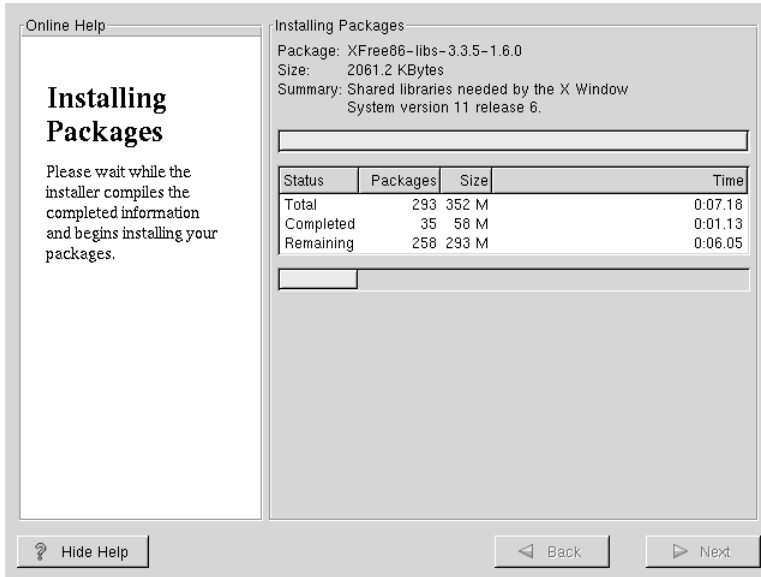 Online Help
Installing
Packages
Please wait while the
installer compiles the
completed information
and begins installing your
packages.
Installing Packages
Package: XFree86-libs-3.3.5-1.6.0
Size: 2061.2 KBytes
Summary: Shared libraries needed by the X Window
System version 11 release 6.
Status Packages Size Time
Total 293 352 M 0:07.18
Completed 35 58 M 0:01.13
Remaining 258 293 M 0:06.05
Hide Help Back Next